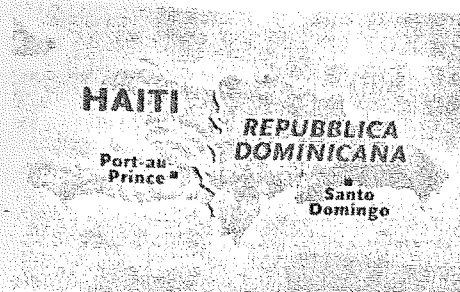 HAITI
REPUBBLICA
DOMINICANA
Port-au-
Prince
Santo
Domingo